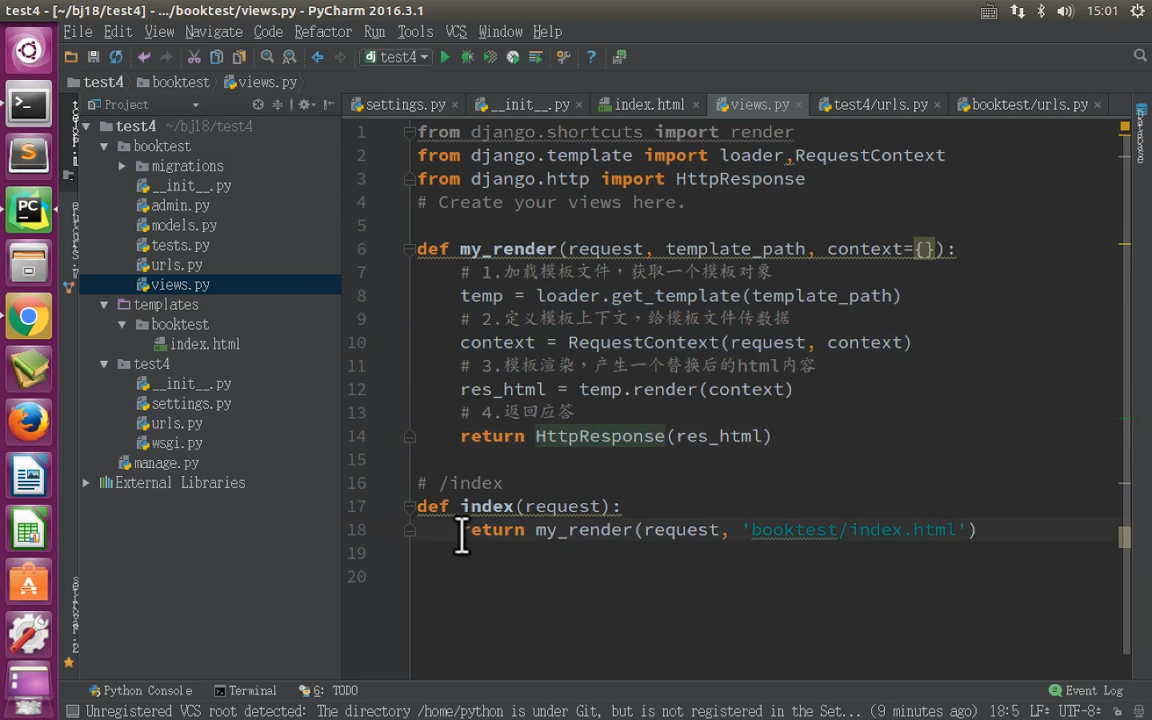 test4 - [~/bj18/test4] - .../booktest/views.py - PyCharm 2016.3.1
15:01
File Edit View Navigate Code Refactor Run Tools VCS Window Help
dj test4
test4 booktest views.py
Project
settings.py × __init__.py × index.html × views.py × test4/urls.py × booktest/urls.py ×
test4 ~/bj18/test4
booktest
migrations
__init__.py
admin.py
models.py
tests.py
urls.py
views.py
templates
booktest
index.html
test4
__init__.py
settings.py
urls.py
wsgi.py
manage.py
External Libraries
1 from django.shortcuts import render
2 from django.template import loader,RequestContext
3 from django.http import HttpResponse
4 # Create your views here.
5
6 def my_render(request, template_path, context={}):
7 # 1.加载模板文件，获取一个模板对象
8 temp = loader.get_template(template_path)
9 # 2.定义模板上下文，给模板文件传数据
10 context = RequestContext(request, context)
11 # 3.模板渲染，产生一个替换后的html内容
12 res_html = temp.render(context)
13 # 4.返回应答
14 return HttpResponse(res_html)
15
16 # /index
17 def index(request):
18 return my_render(request, 'booktest/index.html')
19
20
Python Console Terminal 6: TODO Event Log
Unregistered VCS root detected: The directory /home/python is under Git, but is not registered in the Set... (9 minutes ago) 18:5 LF÷ UTF-8÷